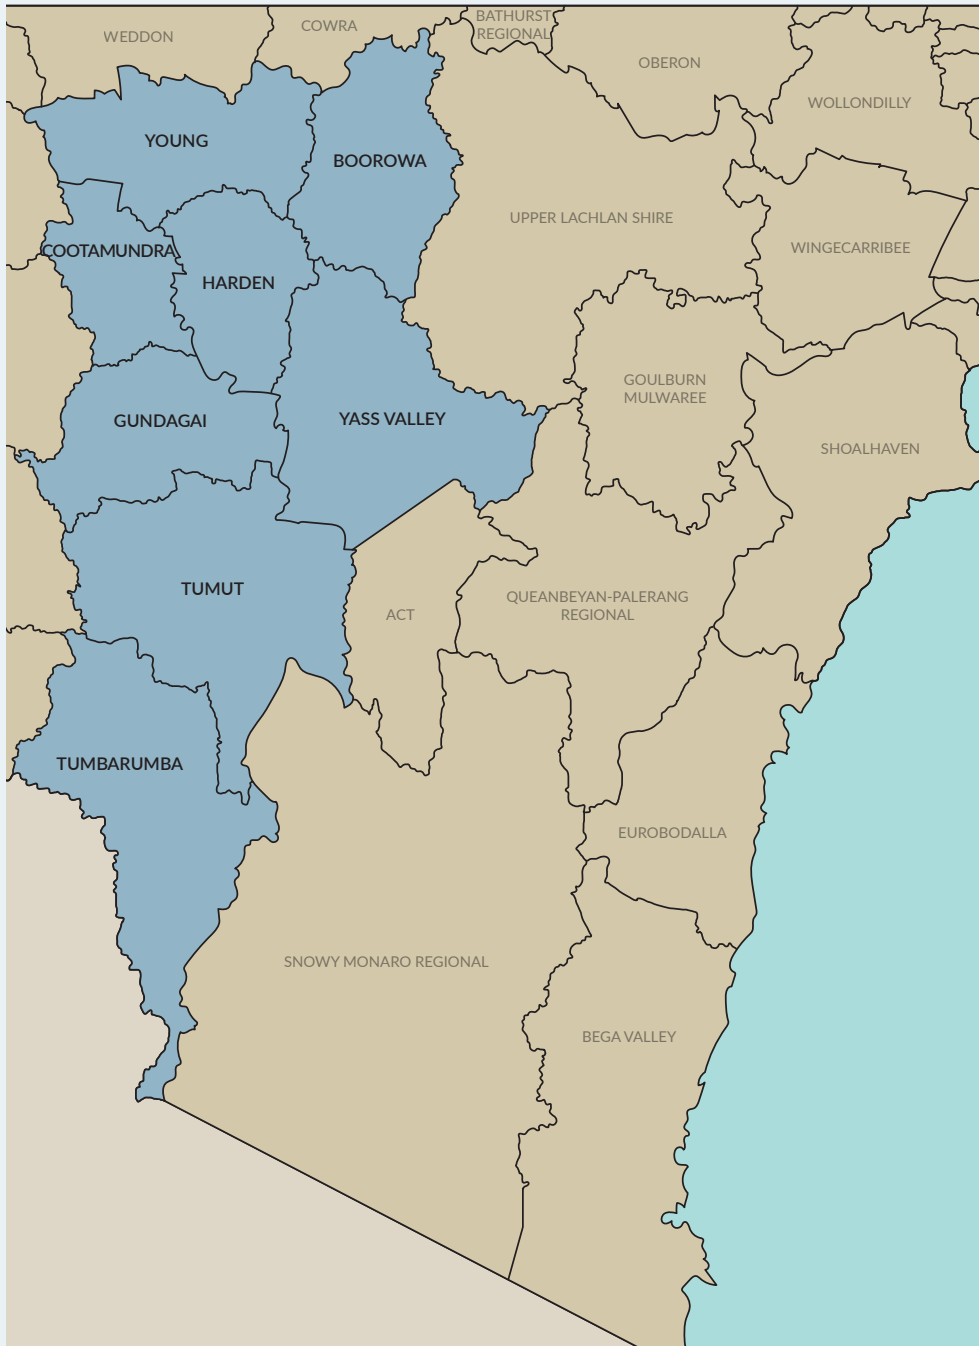 WEDDON
COWRA
BATHURST
REGIONAL
OBERON
WOLLONDILLY
YOUNG
BOOROWA
UPPER LACHLAN SHIRE
WINGECARRIBEE
COOTAMUNDRA
HARDEN
GOULBURN
MULWAREE
GUNDAGAI
YASS VALLEY
SHOALHAVEN
TUMUT
ACT
QUEANBEYAN-PALERANG
REGIONAL
TUMBARUMBA
EUROBODALLA
SNOWY MONARO REGIONAL
BEGA VALLEY